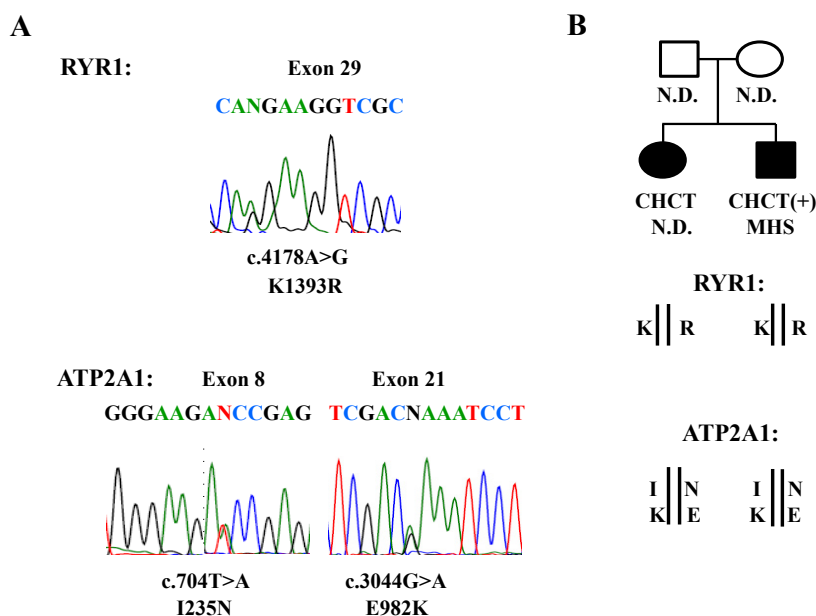 A
RYR1:
Exon 29
CANGAAGGTCGC
c.4178A>G
K1393R
ATP2A1:
Exon 8
Exon 21
GGGAAGANCCGAG
TCGACNAAATCCT
c.704T>A
I235N
c.3044G>A
E982K
B
N.D.
N.D.
CHCT
N.D.
CHCT(+)
MHS
RYR1:
K R
K R
ATP2A1:
I N
K E
I N
K E